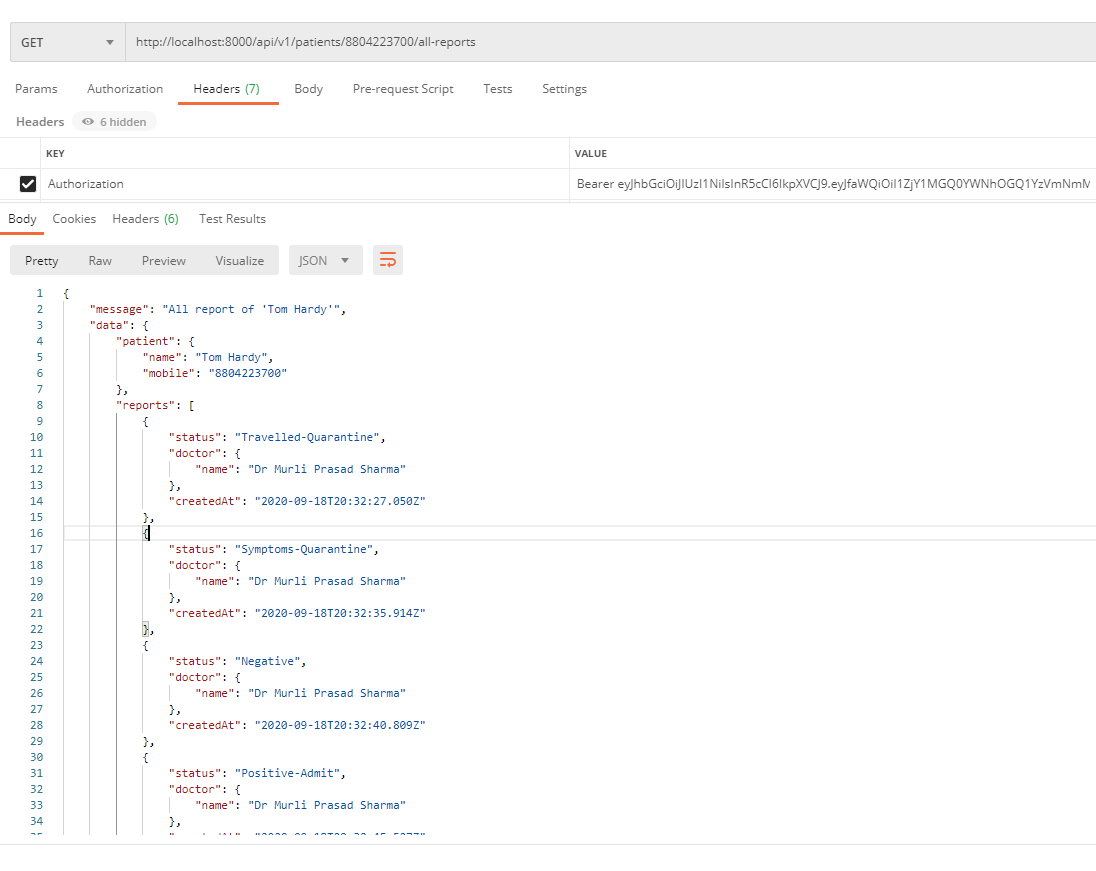 GET http://localhost:8000/api/v1/patients/8804223700/all-reports
Params Authorization Headers (7) Body Pre-request Script Tests Settings
Headers 6 hidden
KEY VALUE
Authorization Bearer
Body Cookies Headers (6) Test Results
Pretty Raw Preview Visualize JSON
1 {
2 "message": "All report of 'Tom Hardy'",
3 "data": {
4 "patient": {
5 "name": "Tom Hardy",
6 "mobile": "8804223700"
7 },
8 "reports": [
9 {
10 "status": "Travelled-Quarantine",
11 "doctor": {
12 "name": "Dr Murli Prasad Sharma"
13 },
14 "createdAt": "2020-09-18T20:32:27.050Z"
15 },
16 {
17 "status": "Symptoms-Quarantine",
18 "doctor": {
19 "name": "Dr Murli Prasad Sharma"
20 },
21 "createdAt": "2020-09-18T20:32:35.914Z"
22 },
23 {
24 "status": "Negative",
25 "doctor": {
26 "name": "Dr Murli Prasad Sharma"
27 },
28 "createdAt": "2020-09-18T20:32:40.809Z"
29 },
30 {
31 "status": "Positive-Admit",
32 "doctor": {
33 "name": "Dr Murli Prasad Sharma"
34 },